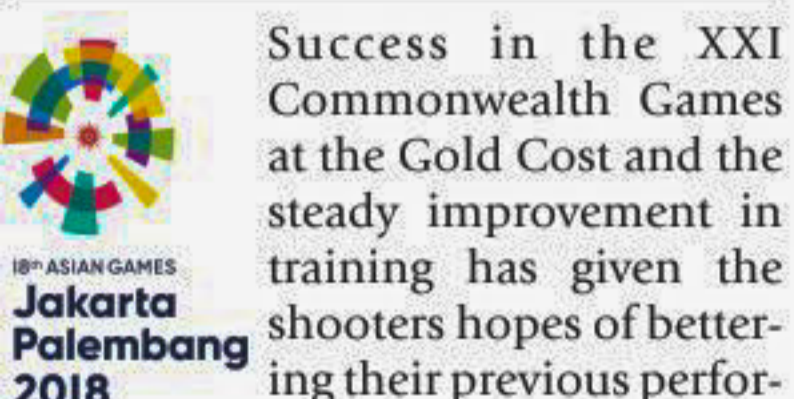 18th ASIAN GAMES
Jakarta
Palembang
2018
Success in the XXI
Commonwealth Games
at the Gold Cost and the
steady improvement in
training has given the
shooters hopes of better-
ing their previous perfor-